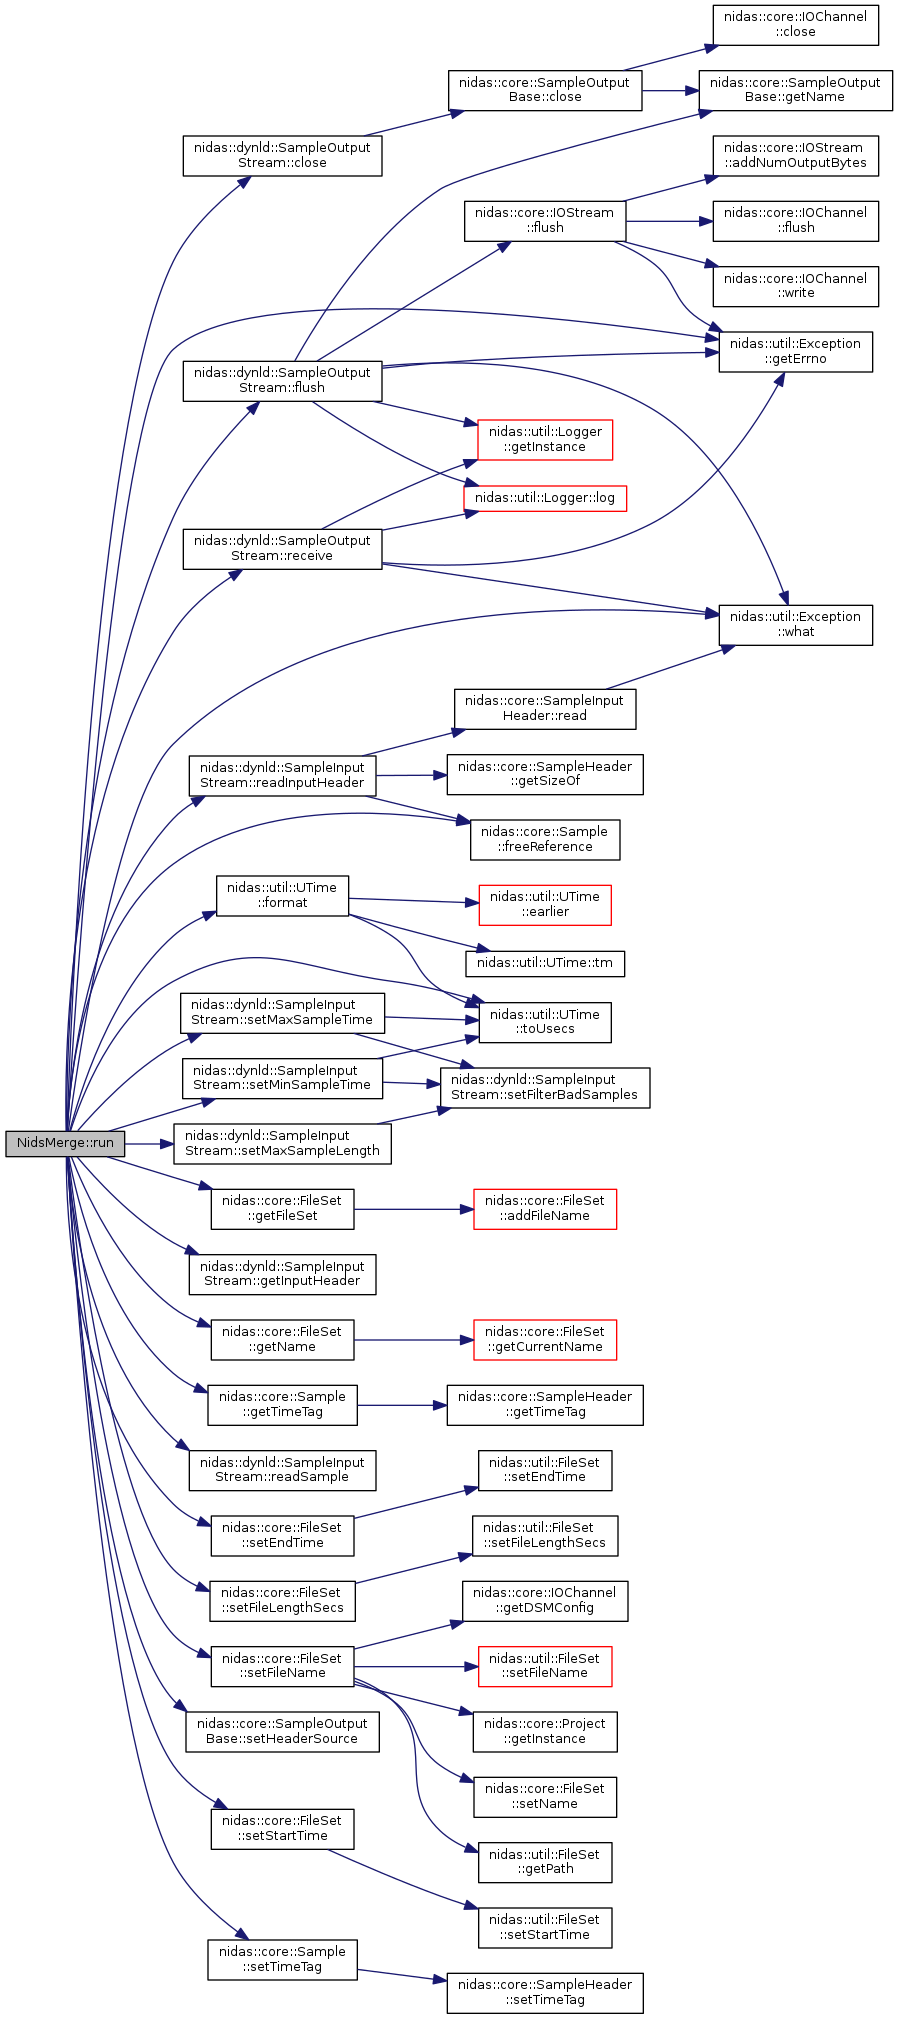 nidas::core::IOChannel
::close
nidas::core::SampleOutput
Base::close
nidas::core::SampleOutput
Base::getName
nidas::dynld::SampleOutput
Stream::close
nidas::core::IOStream
::addNumOutputBytes
nidas::core::IOStream
::flush
nidas::core::IOChannel
::flush
nidas::core::IOChannel
::write
nidas::util::Exception
::getErrno
nidas::dynld::SampleOutput
Stream::flush
nidas::util::Logger
::getInstance
nidas::util::Logger::log
nidas::dynld::SampleOutput
Stream::receive
nidas::util::Exception
::what
nidas::core::SampleInput
Header::read
nidas::dynld::SampleInput
Stream::readInputHeader
nidas::core::SampleHeader
::getSizeOf
nidas::core::Sample
::freeReference
nidas::util::UTime
::format
nidas::util::UTime
::earlier
nidas::util::UTime::tm
nidas::dynld::SampleInput
Stream::setMaxSampleTime
nidas::util::UTime
::toUsecs
nidas::dynld::SampleInput
Stream::setMinSampleTime
nidas::dynld::SampleInput
Stream::setFilterBadSamples
NidsMerge::run
nidas::dynld::SampleInput
Stream::setMaxSampleLength
nidas::core::FileSet
::getFileSet
nidas::core::FileSet
::addFileName
nidas::dynld::SampleInput
Stream::getInputHeader
nidas::core::FileSet
::getName
nidas::core::FileSet
::getCurrentName
nidas::core::Sample
::getTimeTag
nidas::core::SampleHeader
::getTimeTag
nidas::dynld::SampleInput
Stream::readSample
nidas::util::FileSet
::setEndTime
nidas::core::FileSet
::setEndTime
nidas::util::FileSet
::setFileLengthSecs
nidas::core::FileSet
::setFileLengthSecs
nidas::core::IOChannel
::getDSMConfig
nidas::core::FileSet
::setFileName
nidas::util::FileSet
::setFileName
nidas::core::SampleOutput
Base::setHeaderSource
nidas::core::Project
::getInstance
nidas::core::FileSet
::setName
nidas::core::FileSet
::setStartTime
nidas::util::FileSet
::getPath
nidas::util::FileSet
::setStartTime
nidas::core::Sample
::setTimeTag
nidas::core::SampleHeader
::setTimeTag